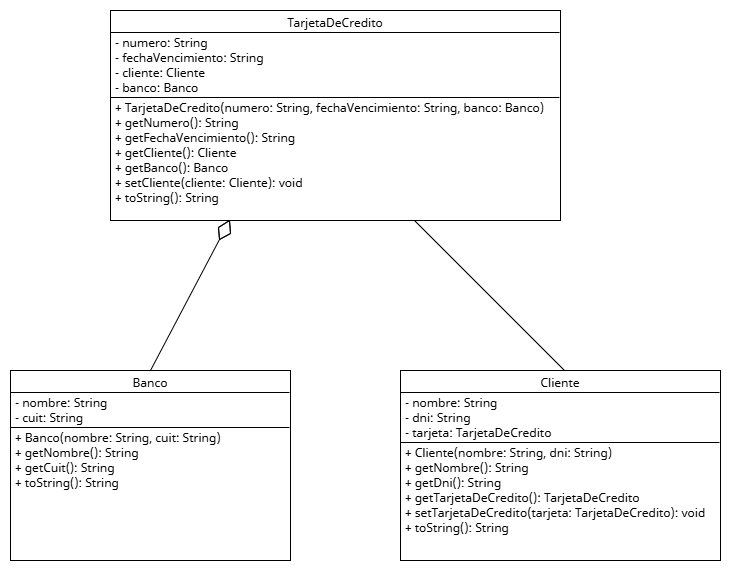 TarjetaDeCredito
- numero: String
- fechaVencimiento: String
- cliente: Cliente
- banco: Banco
+ TarjetaDeCredito(numero: String, fechaVencimiento: String, banco: Banco)
+ getNumero(): String
+ getFechaVencimiento(): String
+ getCliente(): Cliente
+ getBanco(): Banco
+ setCliente(cliente: Cliente): void
+ toString(): String
Banco
- nombre: String
- cuit: String
+ Banco(nombre: String, cuit: String)
+ getNombre(): String
+ getCuit(): String
+ toString(): String
Cliente
- nombre: String
- dni: String
- tarjeta: TarjetaDeCredito
+ Cliente(nombre: String, dni: String)
+ getNombre(): String
+ getDni(): String
+ getTarjetaDeCredito(): TarjetaDeCredito
+ setTarjetaDeCredito(tarjeta: TarjetaDeCredito): void
+ toString(): String